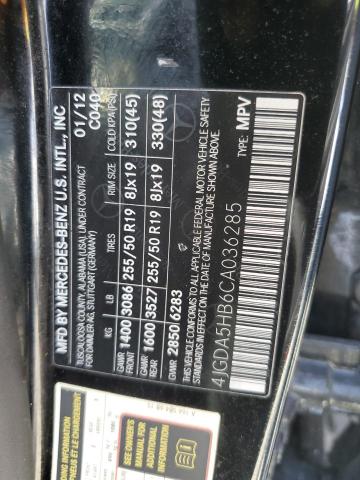 MFD BY MERCEDES-BENZ U.S. INTL., INC
TUSCALOOSA COUNTY, ALABAMA (USA) UNDER CONTRACT
FOR DAIMLER AG, STUTTGART (GERMANY)
01/12
C040
KG LB TIRES RIM SIZE COLD KPA(PSI)
GAWR FRONT 1400 3086 255/50 R19 8JX19 310(45)
GAWR REAR 1600 3527 255/50 R19 8JX19 330(48)
GVWR 2850 6283
THIS VEHICLE CONFORMS TO ALL APPLICABLE FEDERAL MOTOR VEHICLE SAFETY
STANDARDS IN EFFECT ON THE DATE OF MANUFACTURE SHOWN ABOVE.
4JGDA5HB6CA036285 TYPE: MPV
LOADING INFORMATION
SEE OWNER'S
MANUAL FOR
ADDITIONAL
INFORMATION